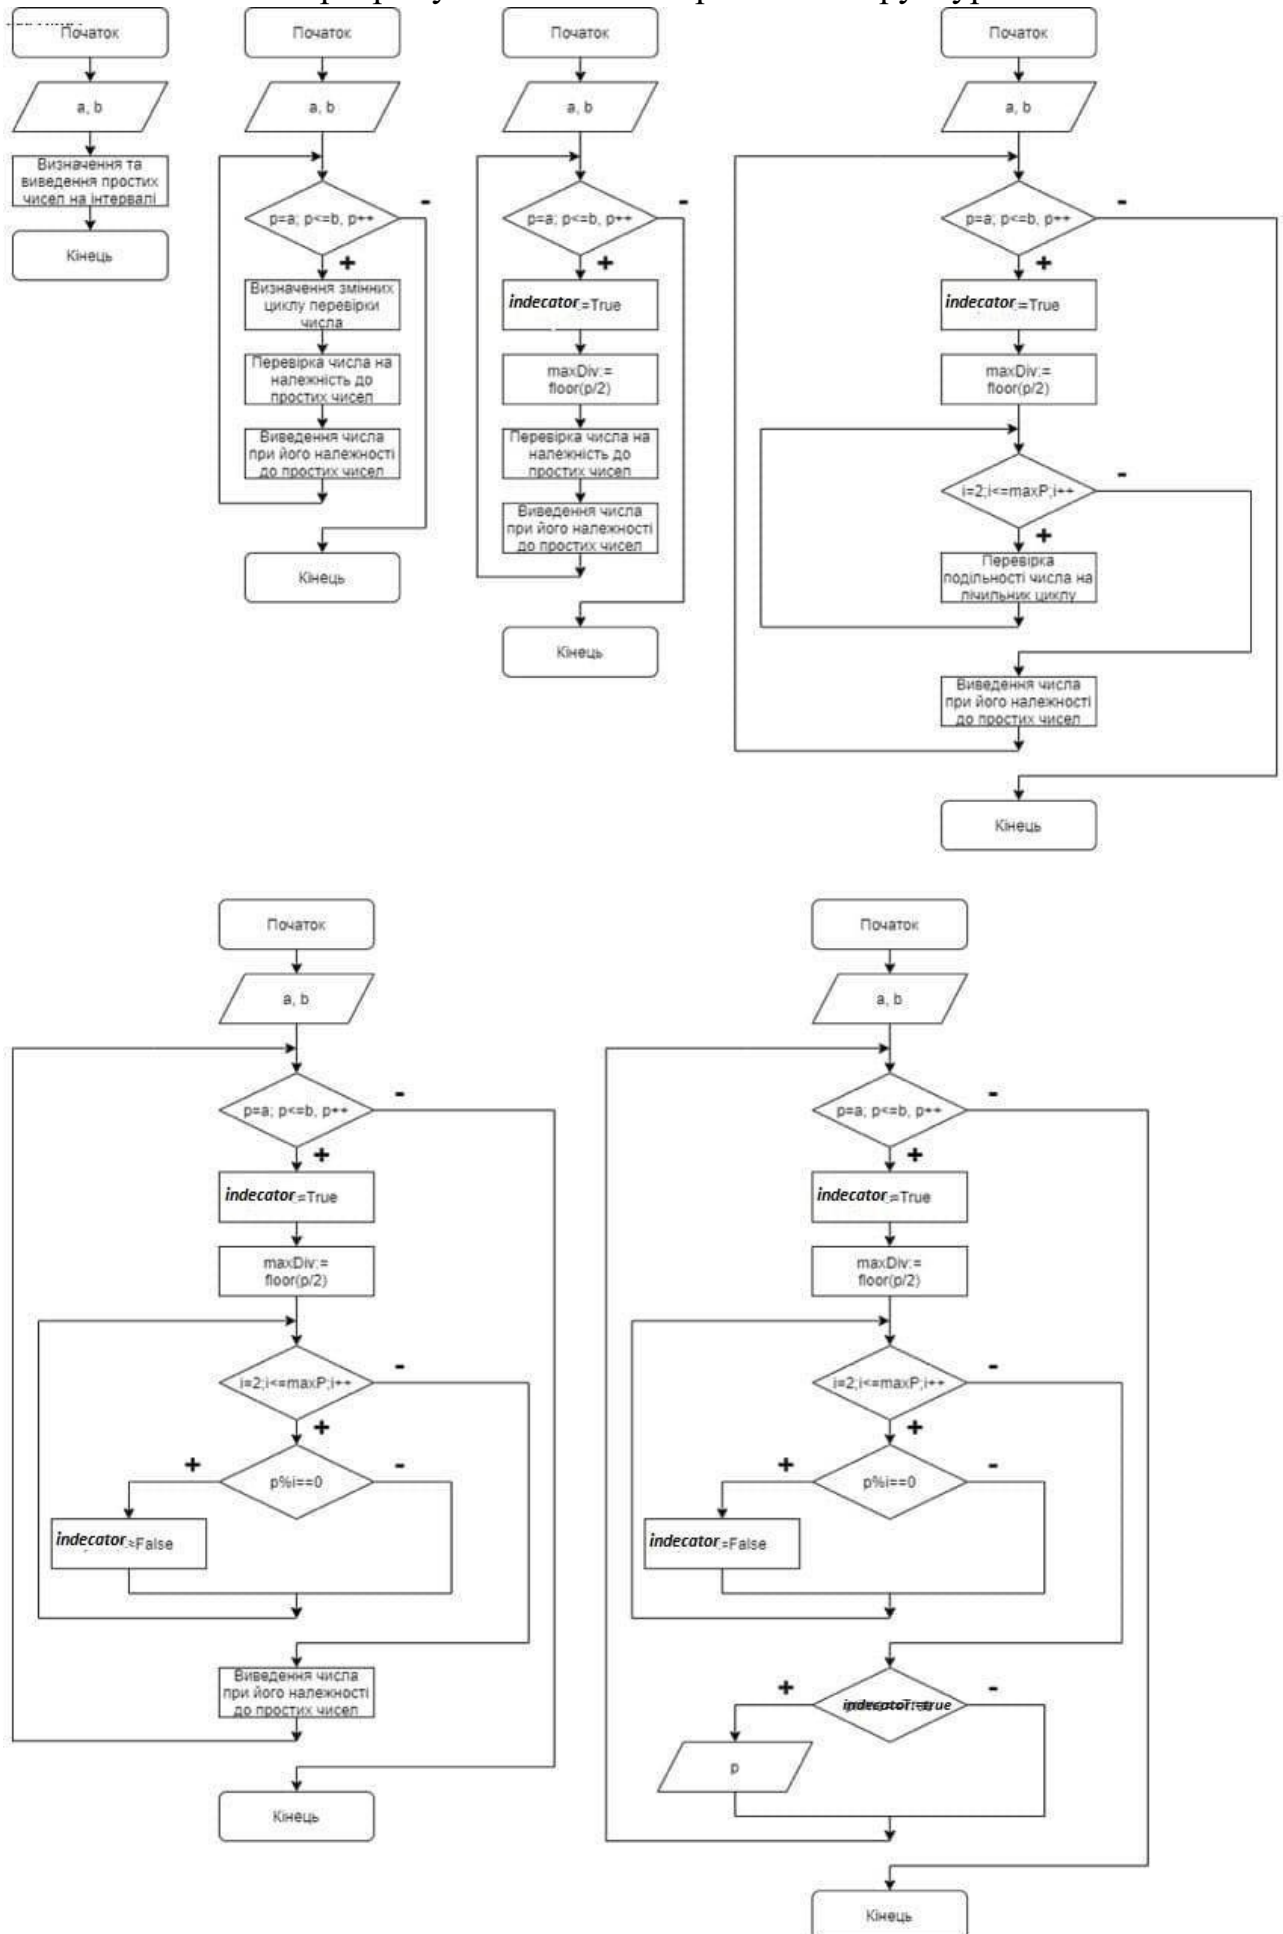 Початок
a, b
Визначення та
виведення простих
чисел на інтервалі
Кінець
Початок
a, b
p=a; p<=b, p++
-
+
Визначення змінних
циклу перевірки
числа
Перевірка числа на
належність до
простих чисел
Виведення числа
при його належності
до простих чисел
Кінець
Початок
a, b
p=a; p<=b, p++
-
+
indecator:=True
maxDiv:=
floor(p/2)
Перевірка числа на
належність до
простих чисел
Виведення числа
при його належності
до простих чисел
Кінець
Початок
a, b
p=a; p<=b, p++
-
+
indecator:=True
maxDiv:=
floor(p/2)
i=2;i<=maxP;i++
-
+
Перевірка
подільності числа на
лічильник циклу
Виведення числа
при його належності
до простих чисел
Кінець
Початок
a, b
p=a; p<=b, p++
-
+
indecator:=True
maxDiv:=
floor(p/2)
i=2;i<=maxP;i++
-
+
p%i==0
+
-
indecator:=False
Виведення числа
при його належності
до простих чисел
Кінець
Початок
a, b
p=a; p<=b, p++
-
+
indecator:=True
maxDiv:=
floor(p/2)
i=2;i<=maxP;i++
-
+
p%i==0
+
-
indecator:=False
+
-
p
Кінець